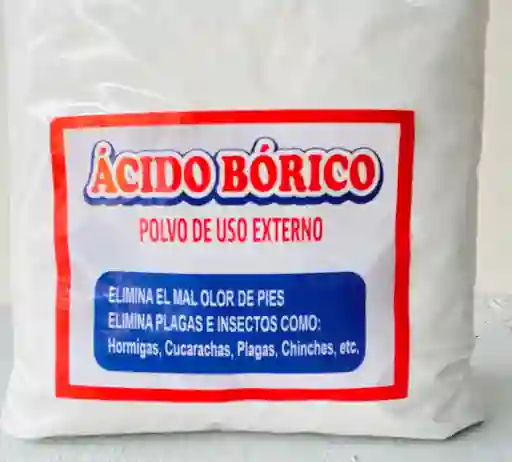 ÁCIDO BÓRICO
POLVO DE USO EXTERNO
ELIMINA EL MAL OLOR DE PIES
ELIMINA PLAGAS E INSECTOS COMO:
Hormigas, Cucarachas, Plagas, Chinches, etc.